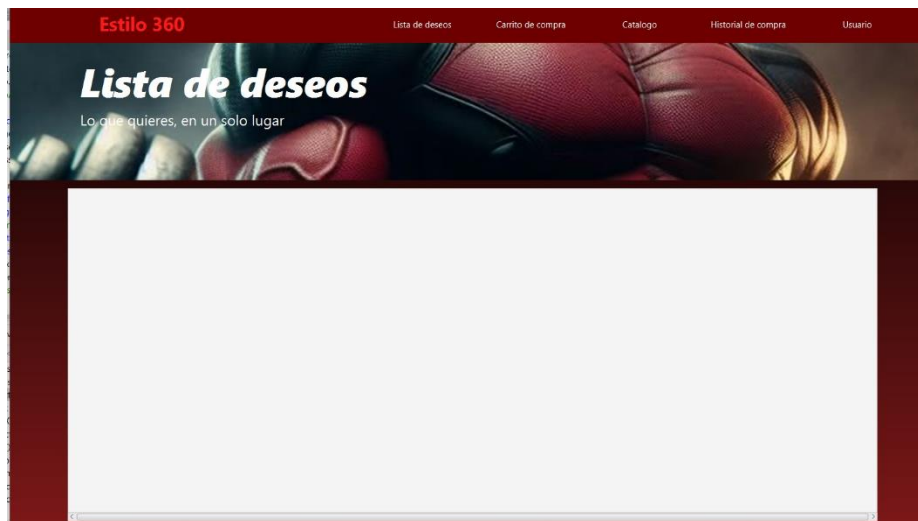 Estilo 360
Lista de deseos
Carrito de compra
Catalogo
Historial de compra
Usuario
Lista de deseos
Lo que quieres, en un solo lugar